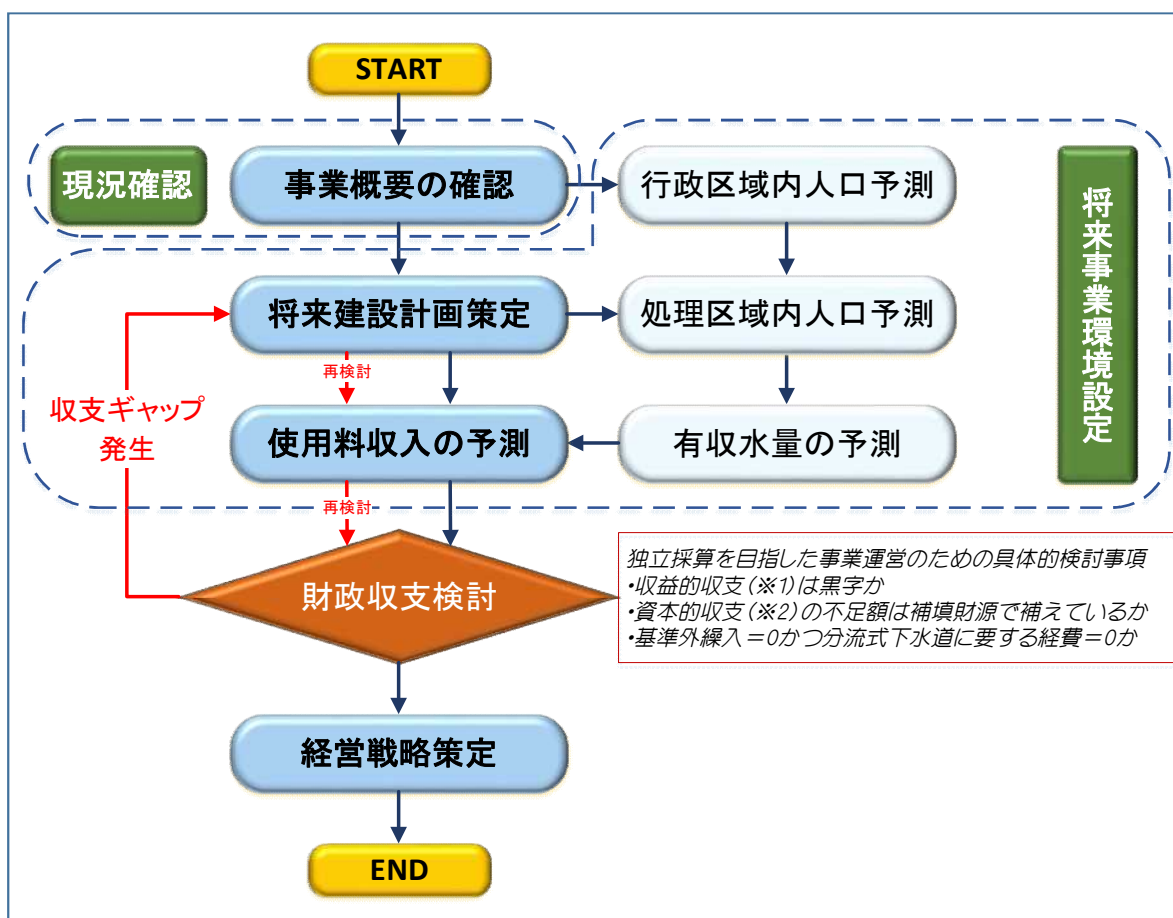 START
現況確認
事業概要の確認
行政区域内人口予測
将来事業環境設定
将来建設計画策定
処理区域内人口予測
再検討
収支ギャップ
発生
使用料収入の予測
有収水量の予測
再検討
財政収支検討
独立採算を目指した事業運営のための具体的検討事項
•収益的収支(※1)は黒字か
•資本的収支(※2)の不足額は補填財源で補えているか
•基準外繰入=0かつ分流式下水道に要する経費=0か
経営戦略策定
END